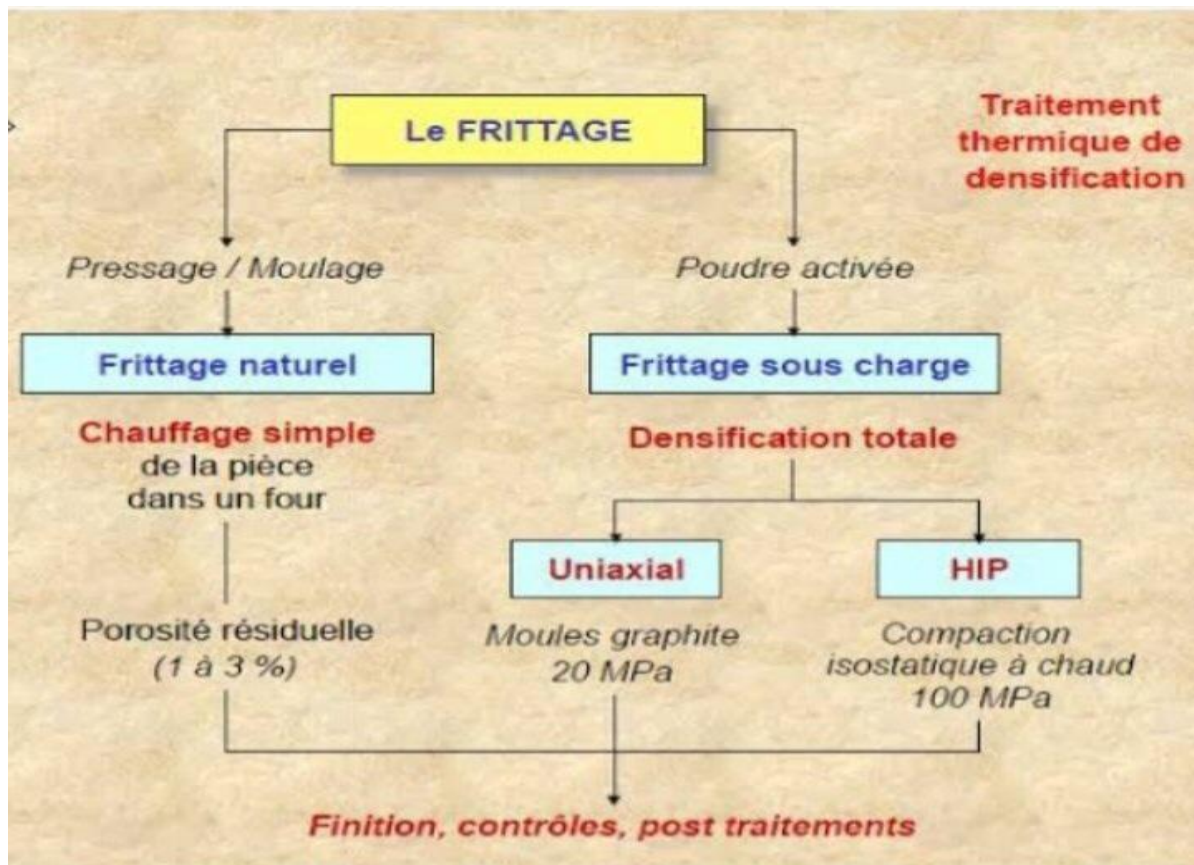 Le FRITTAGE
Traitement
thermique de
densification
Pressage / Moulage
Poudre activée
Frittage naturel
Frittage sous charge
Chauffage simple
de la pièce
dans un four
Densification totale
Uniaxial
HIP
Porosité résiduelle
(1 à 3 %)
Moules graphite
20 MPa
Compaction
isostatique à chaud
100 MPa
Finition, contrôles, post traitements